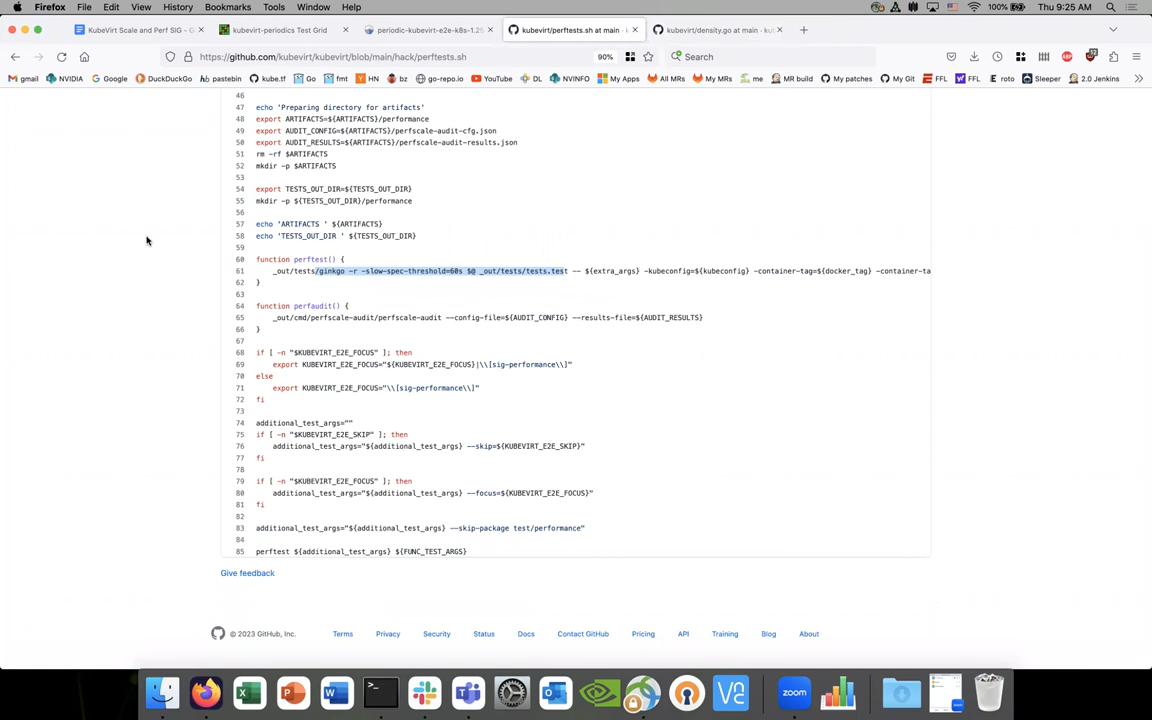 Firefox File Edit View History Bookmarks Tools Window Help 100% Thu 9:25 AM
KubeVirt Scale and Perf SIG - G
kubevirt-periodics Test Grid
periodic-kubevirt-e2e-k8s-1.25
kubevirt/perftests.sh at main · k
kubevirt/density.go at main · kut
https://github.com/kubevirt/kubevirt/blob/main/hack/perftests.sh 90% Search
gmail NVIDIA Google DuckDuckGo pastebin kube.tf Go fmt HN bz go-repo.io YouTube DL NVINFO My Apps All MRs My MRs me MR build My patches My Git FFL FFL roto Sleeper 2.0 Jenkins
46
47 echo 'Preparing directory for artifacts'
48 export ARTIFACTS=${ARTIFACTS}/performance
49 export AUDIT_CONFIG=${ARTIFACTS}/perfscale-audit-cfg.json
50 export AUDIT_RESULTS=${ARTIFACTS}/perfscale-audit-results.json
51 rm -rf $ARTIFACTS
52 mkdir -p $ARTIFACTS
53
54 export TESTS_OUT_DIR=${TESTS_OUT_DIR}
55 mkdir -p ${TESTS_OUT_DIR}/performance
56
57 echo 'ARTIFACTS ' ${ARTIFACTS}
58 echo 'TESTS_OUT_DIR ' ${TESTS_OUT_DIR}
59
60 function perftest() {
61 _out/tests/ginkgo -r -slow-spec-threshold=60s $@ _out/tests/tests.test -- ${extra_args} -kubeconfig=${kubeconfig} -container-tag=${docker_tag} -container-ta
62 }
63
64 function perfaudit() {
65 _out/cmd/perfscale-audit/perfscale-audit --config-file=${AUDIT_CONFIG} --results-file=${AUDIT_RESULTS}
66 }
67
68 if [ -n "$KUBEVIRT_E2E_FOCUS" ]; then
69 export KUBEVIRT_E2E_FOCUS="${KUBEVIRT_E2E_FOCUS}|\\[sig-performance\\]"
70 else
71 export KUBEVIRT_E2E_FOCUS="\\[sig-performance\\]"
72 fi
73
74 additional_test_args=""
75 if [ -n "$KUBEVIRT_E2E_SKIP" ]; then
76 additional_test_args="${additional_test_args} --skip=${KUBEVIRT_E2E_SKIP}"
77 fi
78
79 if [ -n "$KUBEVIRT_E2E_FOCUS" ]; then
80 additional_test_args="${additional_test_args} --focus=${KUBEVIRT_E2E_FOCUS}"
81 fi
82
83 additional_test_args="${additional_test_args} --skip-package test/performance"
84
85 perftest ${additional_test_args} ${FUNC_TEST_ARGS}
Give feedback
© 2023 GitHub, Inc. Terms Privacy Security Status Docs Contact GitHub Pricing API Training Blog About
zoom